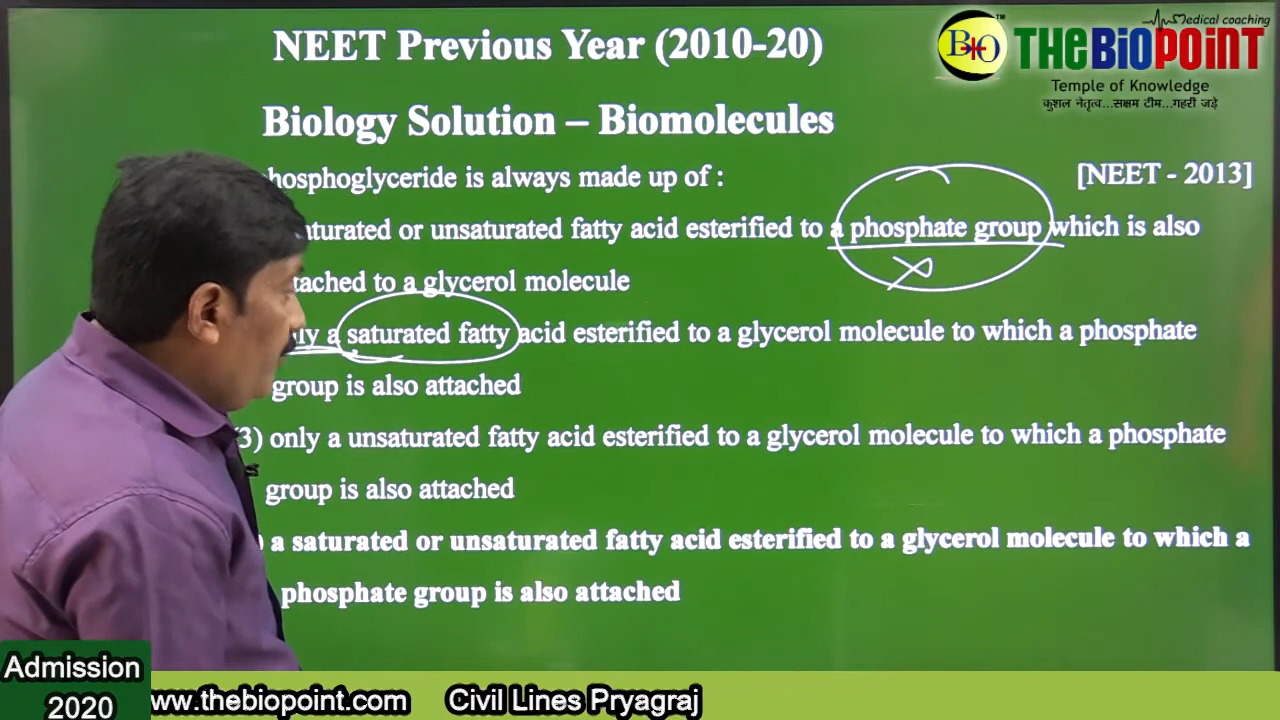 NEET Previous Year (2010-20)
B+O ™
Medical coaching
THEBiOPOiNT
Temple of Knowledge
कुशल नेतृत्व...सक्षम टीम...गहरी जड़े
Biology Solution – Biomolecules
hosphoglyceride is always made up of : [NEET - 2013]
aturated or unsaturated fatty acid esterified to a phosphate group which is also
tached to a glycerol molecule
ly a saturated fatty acid esterified to a glycerol molecule to which a phosphate
group is also attached
(3) only a unsaturated fatty acid esterified to a glycerol molecule to which a phosphate
group is also attached
) a saturated or unsaturated fatty acid esterified to a glycerol molecule to which a
phosphate group is also attached
Admission
2020
www.thebiopoint.com Civil Lines Pryagraj